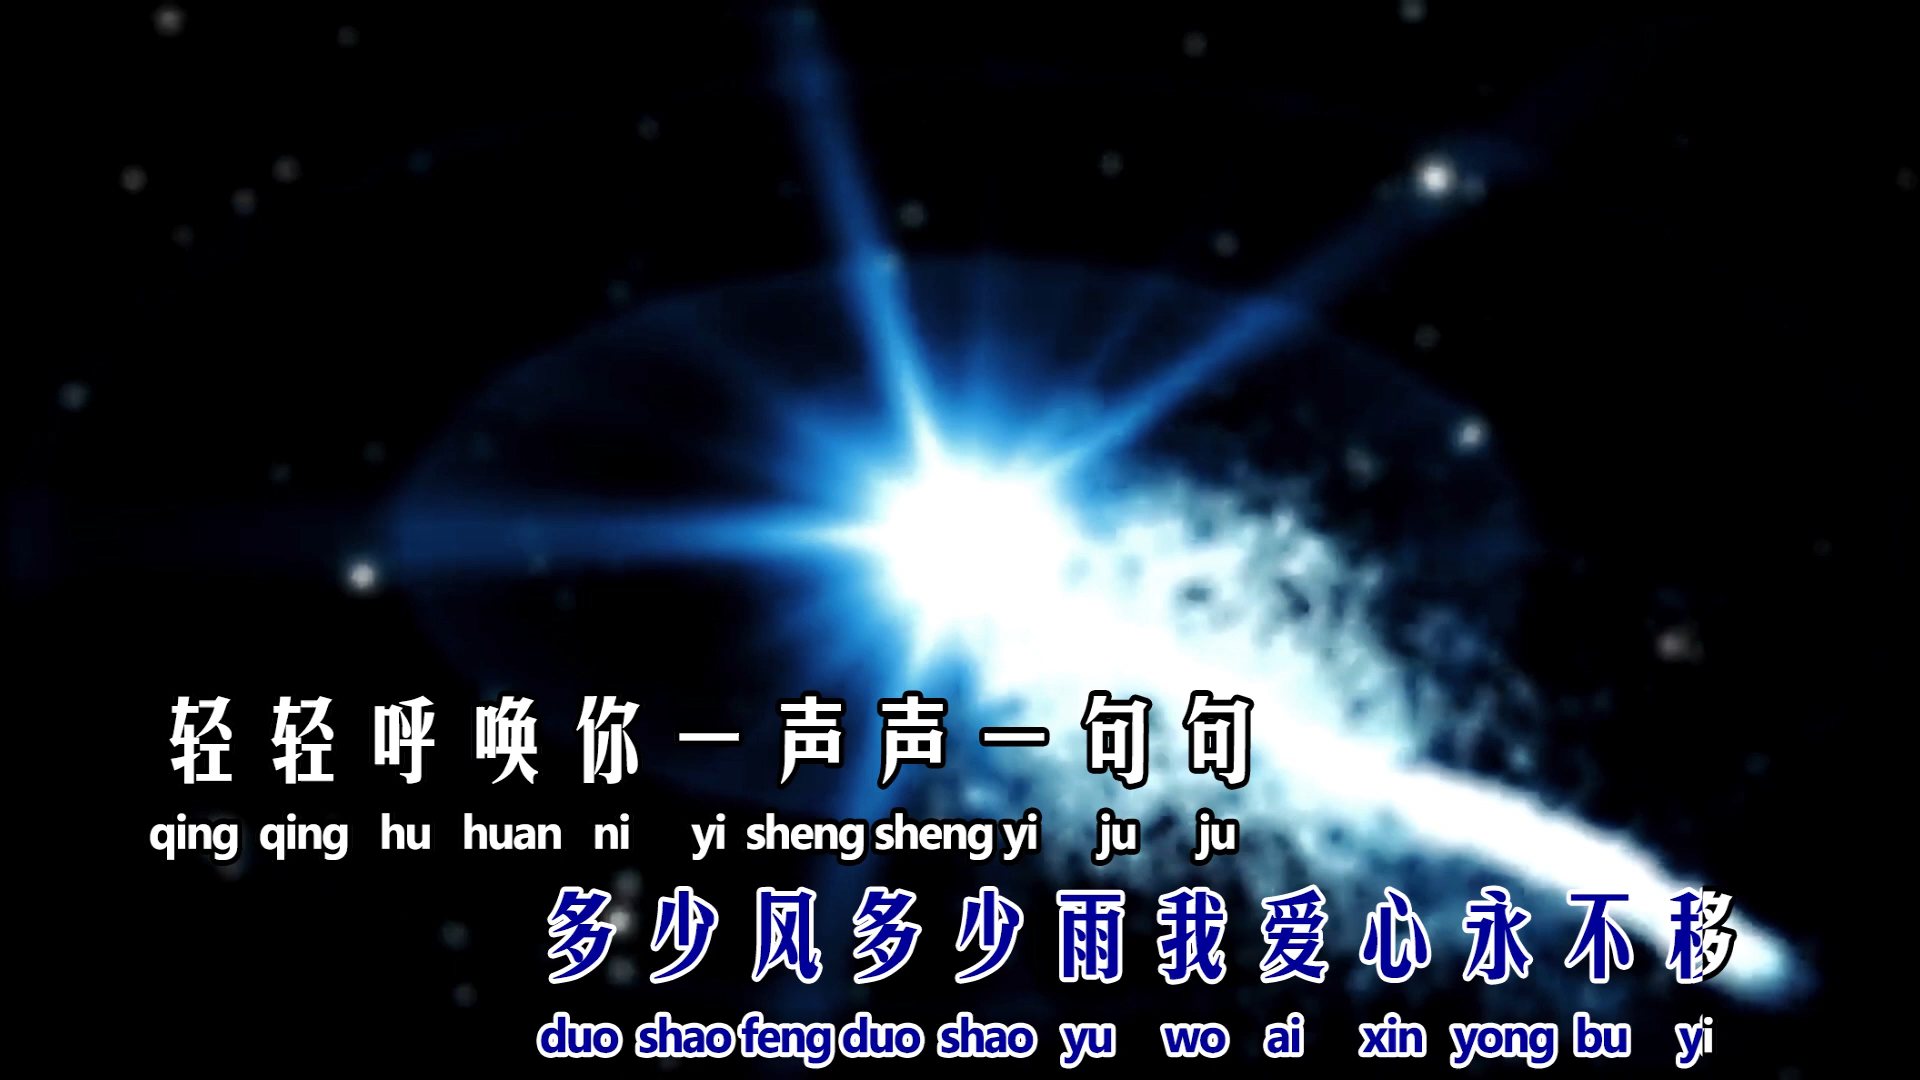 轻轻呼唤你一声声一句句
qing qing hu huan ni yi sheng sheng yi ju ju
多少风多少雨我爱心永不移
duo shao feng duo shao yu wo ai xin yong bu yi